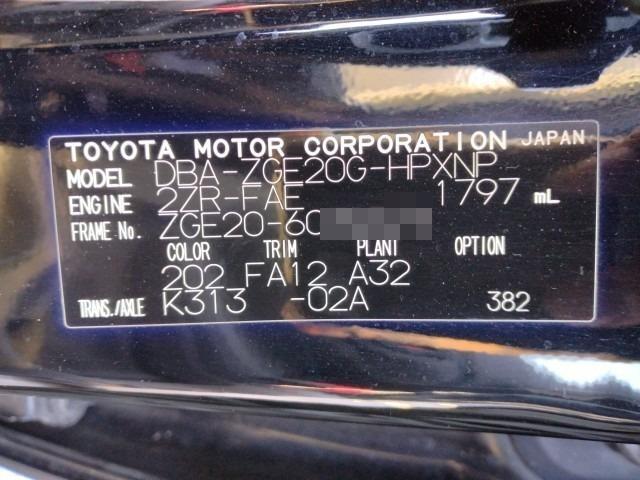 TOYOTA MOTOR CORPORATION JAPAN
MODEL DBA-ZGE20G-HPXNP
ENGINE 2ZR-FAE 1797 mL
FRAME No. ZGE20-60
COLOR TRIM PLANT OPTION
202 FA12 A32
TRANS./AXLE K313 -02A 382